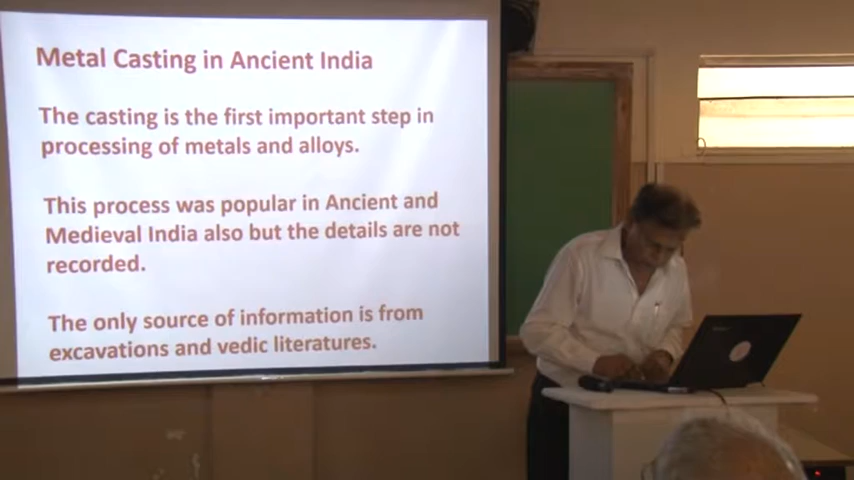 Metal Casting in Ancient India
The casting is the first important step in
processing of metals and alloys.
This process was popular in Ancient and
Medieval India also but the details are not
recorded.
The only source of information is from
excavations and vedic literatures.